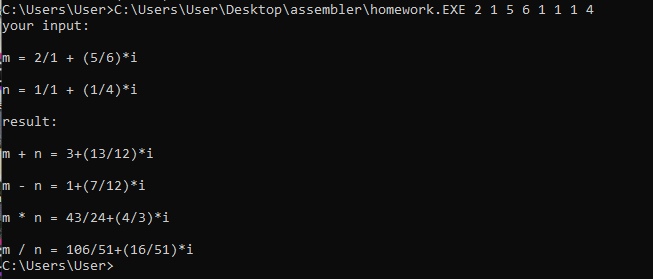 C:\Users\User>C:\Users\User\Desktop\assembler\homework.EXE 2 1 5 6 1 1 1 4
your input:
m = 2/1 + (5/6)*i
n = 1/1 + (1/4)*i
result:
m + n = 3+(13/12)*i
m - n = 1+(7/12)*i
m * n = 43/24+(4/3)*i
m / n = 106/51+(16/51)*i
C:\Users\User>